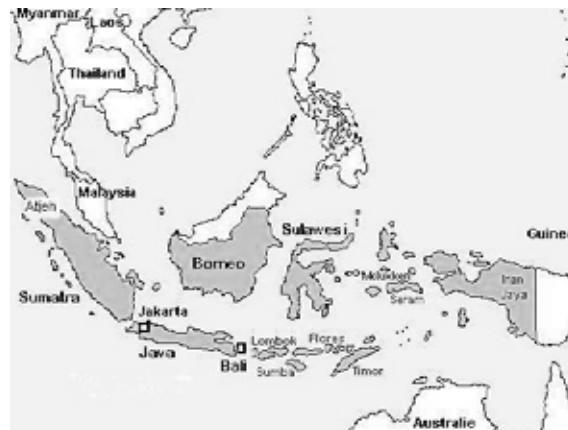 Myanmar
Laos
Thailand
Malaysia
Atjeh
Sulawesi
Guinea
Borneo
Molukken
Irian
Jaya
Seram
Sumatra
Jakarta
Lombok
Flores
Java
Bali
Sumba
Timor
Australie